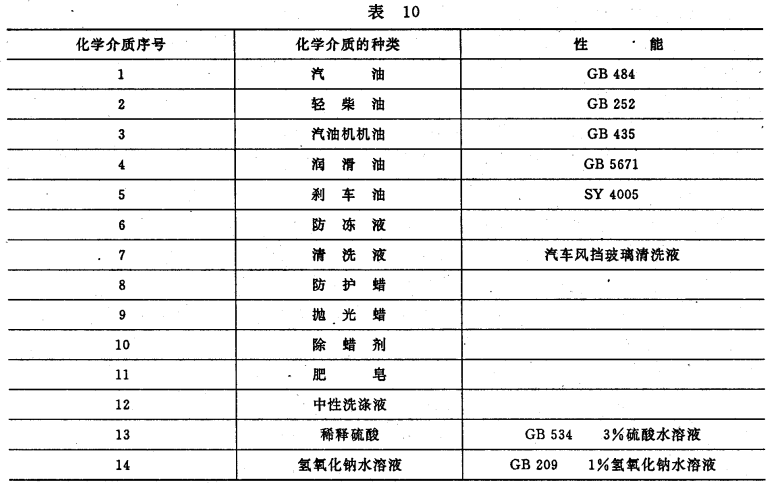 表 10
化学介质序号 化学介质的种类 性 能
1 汽 油 GB 484
2 轻 柴 油 GB 252
3 汽油机机油 GB 435
4 润 滑 油 GB 5671
5 刹 车 油 SY 4005
6 防 冻 液
7 清 洗 液 汽车风挡玻璃清洗液
8 防 护 蜡
9 抛 光 蜡
10 除 蜡 剂
11 肥 皂
12 中性洗涤液
13 稀释硫酸 GB 534 3%硫酸水溶液
14 氢氧化钠水溶液 GB 209 1%氢氧化钠水溶液